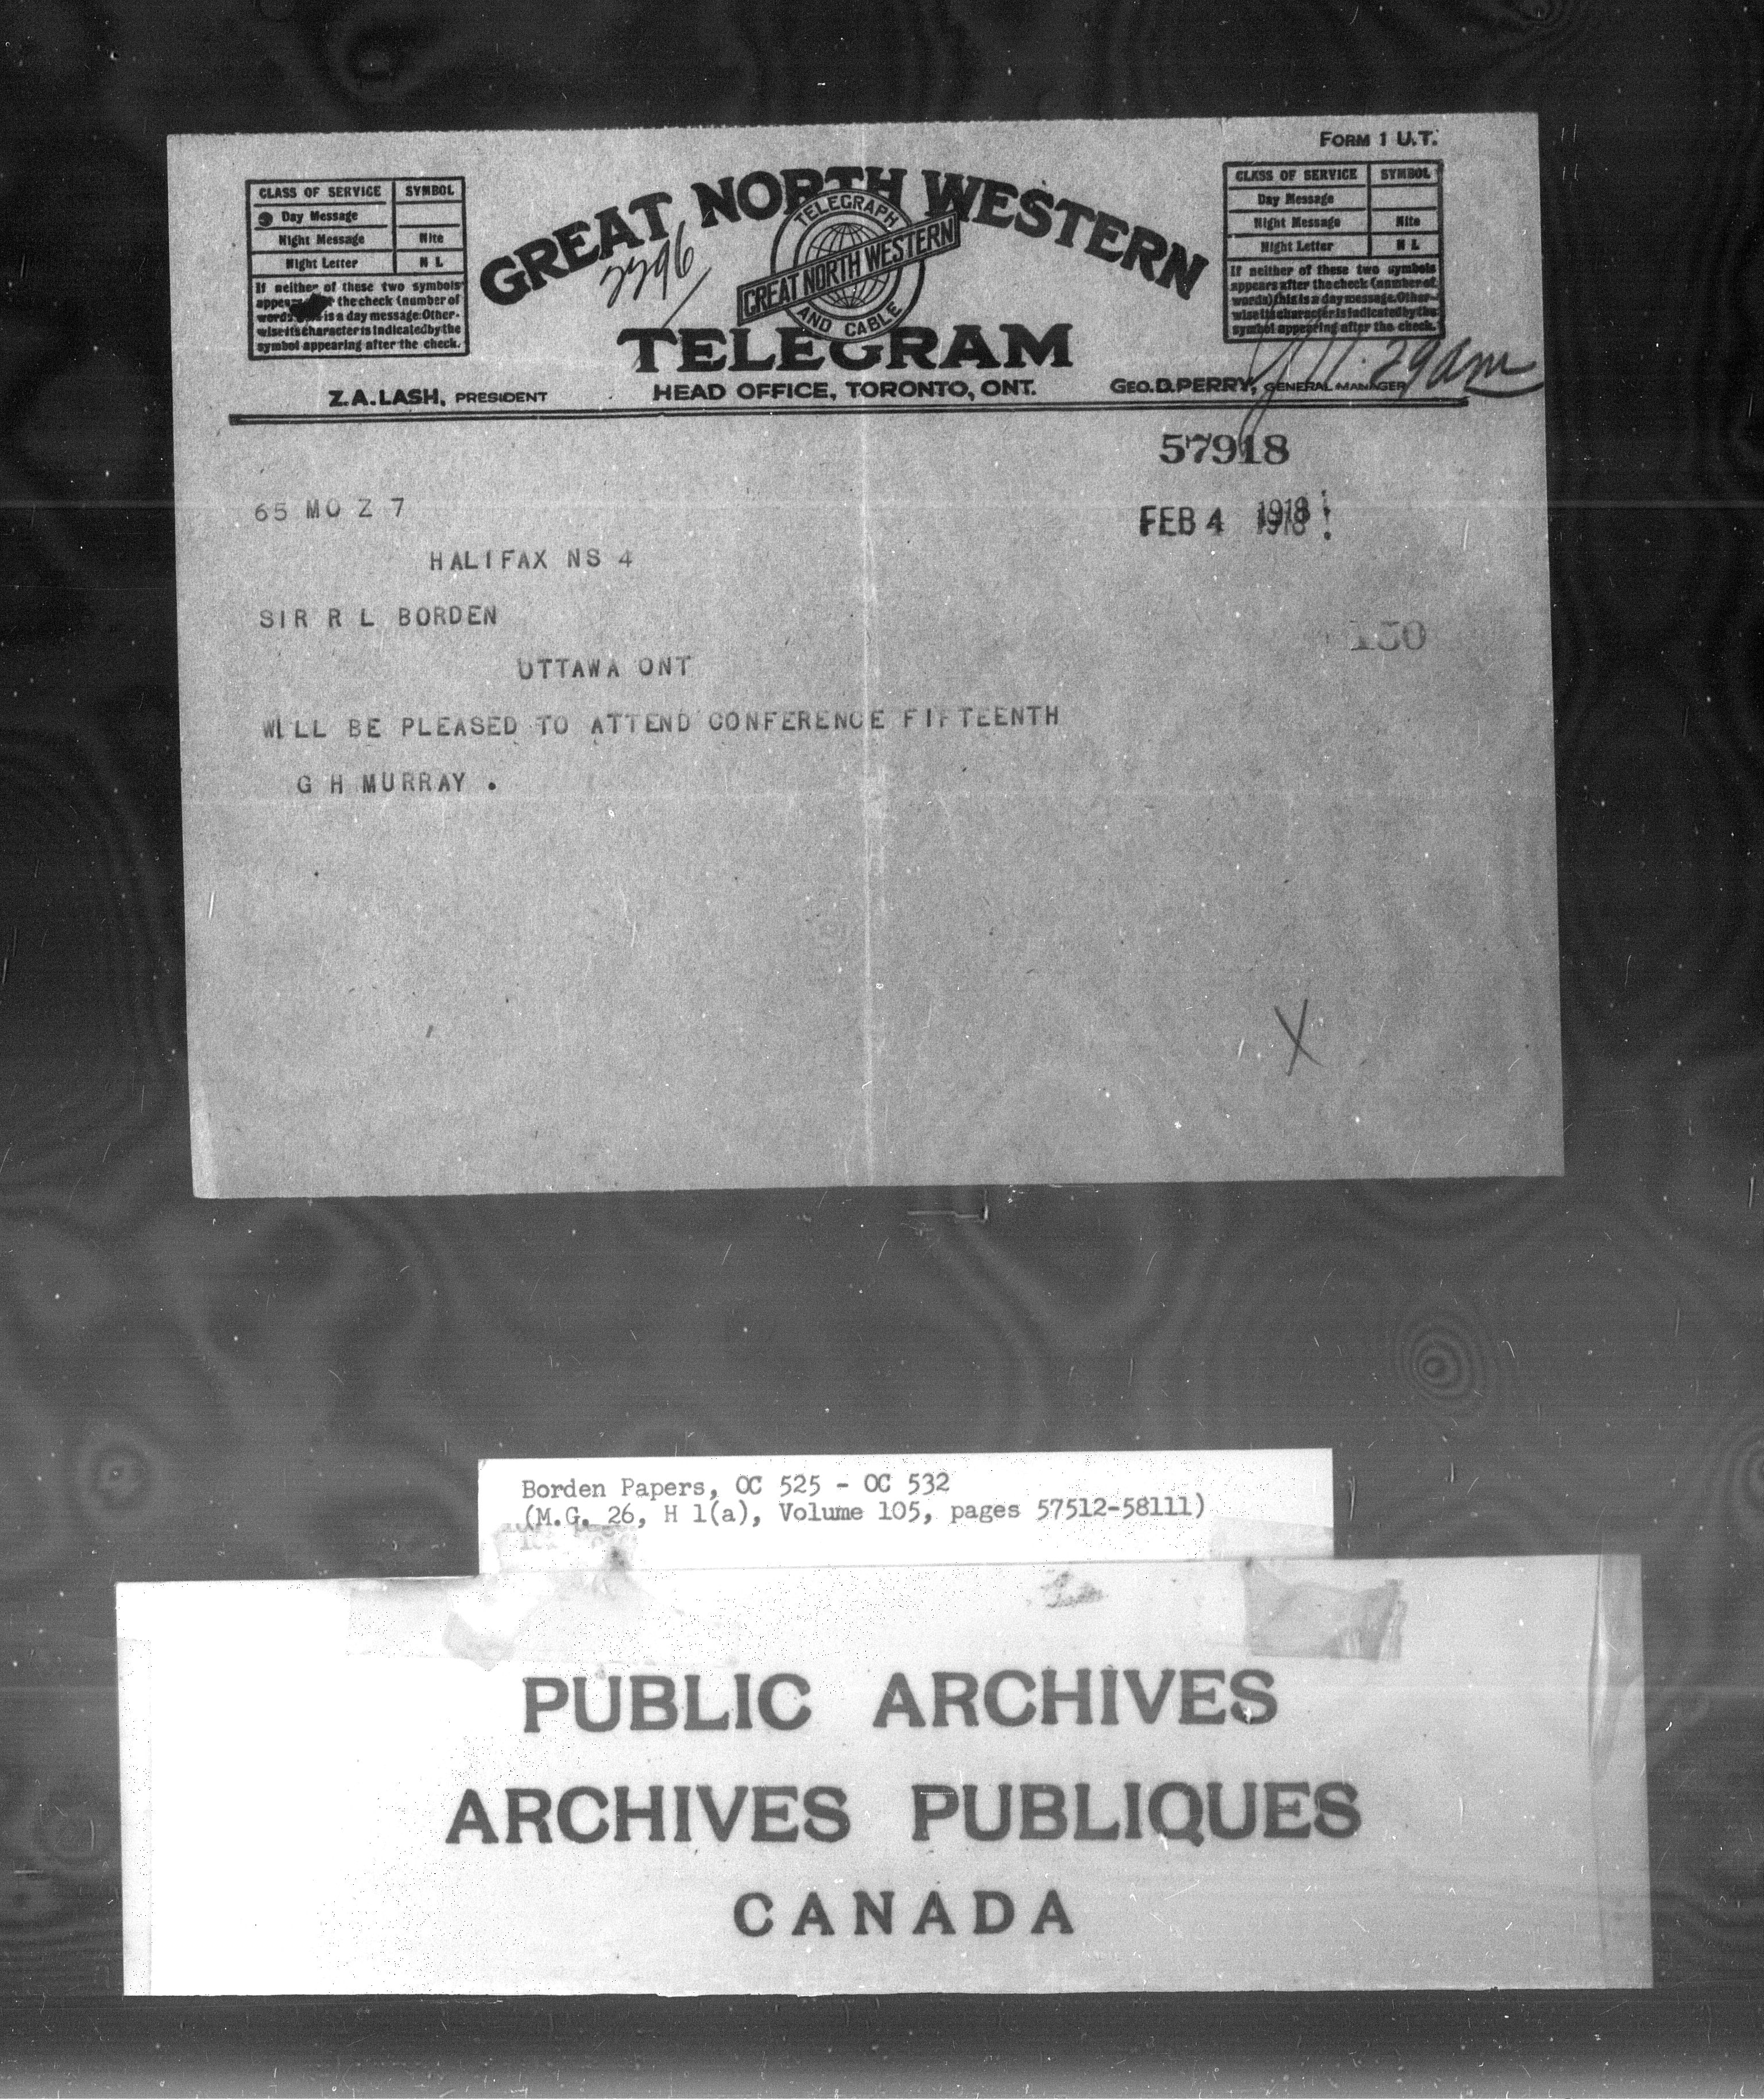 FORM 1 U.T.
CLASS OF SERVICE SYMBOL
Day Message
Night Message Nite
Night Letter N L
If neither of these two symbols
appears the check (number of
words is a day message. Other-
wise its character is indicated by the
symbol appearing after the check.
GREAT NORTH WESTERN
TELEGRAPH
GREAT NORTH WESTERN
AND CABLE
TELEGRAM
CLASS OF SERVICE SYMBOL
Day Message
Night Message Nite
Night Letter N L
If neither of these two symbols
appears after the check (number of
words) this is a day message. Other-
wise its character is indicated by the
symbol appearing after the check.
11.29am
Z.A. LASH, PRESIDENT HEAD OFFICE, TORONTO, ONT. GEO. D. PERRY, GENERAL MANAGER
57918
65 MO Z 7
FEB 4 1918
HALIFAX NS 4
SIR R L BORDEN
UTTAWA ONT
WILL BE PLEASED TO ATTEND CONFERENCE FIFTEENTH
G H MURRAY .
X
Borden Papers, OC 525 - OC 532
(M.G. 26, H 1(a), Volume 105, pages 57512-58111)
PUBLIC ARCHIVES
ARCHIVES PUBLIQUES
CANADA